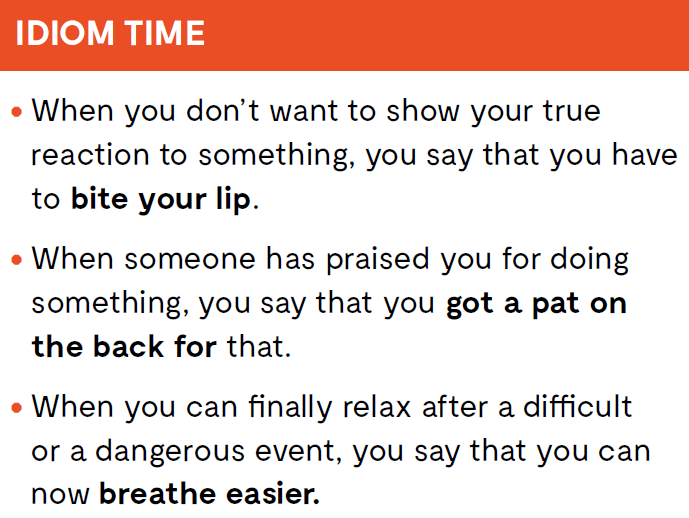 IDIOM TIME
• When you don’t want to show your true
reaction to something, you say that you have
to bite your lip.
• When someone has praised you for doing
something, you say that you got a pat on
the back for that.
• When you can finally relax after a difficult
or a dangerous event, you say that you can
now breathe easier.